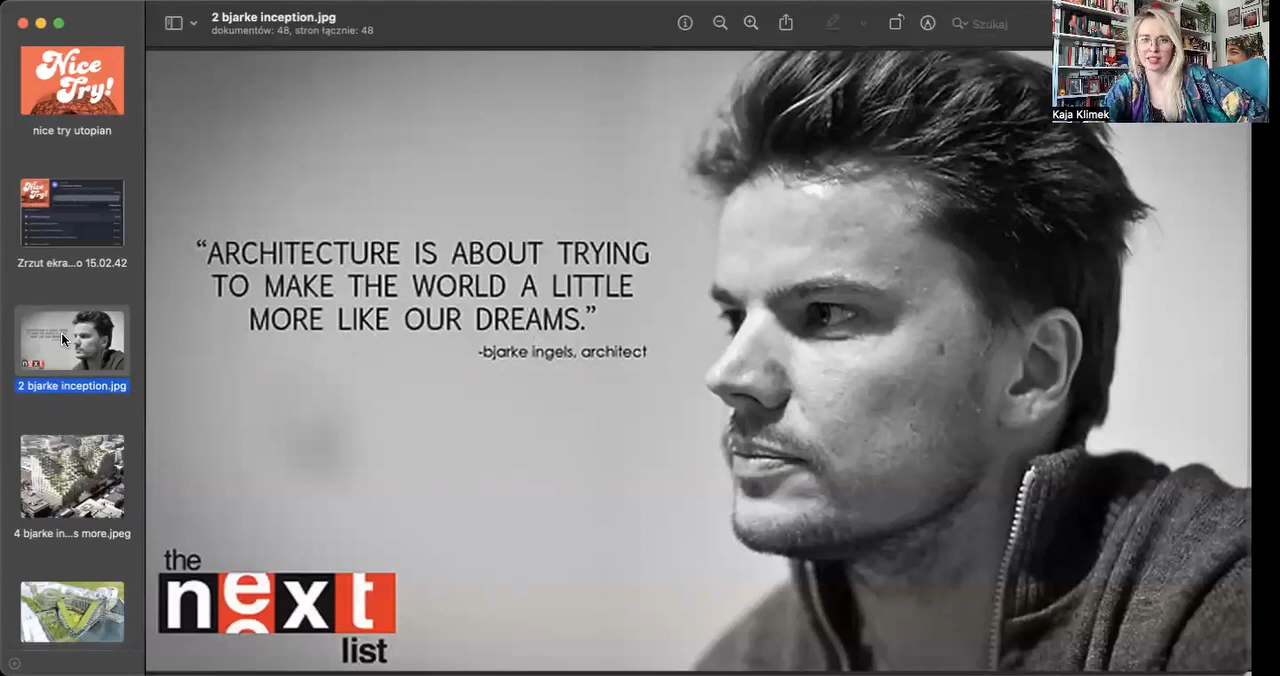 2 bjarke inception.jpg
dokumentów: 48, stron łącznie: 48
Szukaj
Kaja Klimek
Nice
Try!
nice try utopian
Nice
Try!
Zrzut ekra...o 15.02.42
2 bjarke inception.jpg
4 bjarke in...s more.jpeg
“ARCHITECTURE IS ABOUT TRYING
TO MAKE THE WORLD A LITTLE
MORE LIKE OUR DREAMS.”
-bjarke ingels, architect
the
next
list